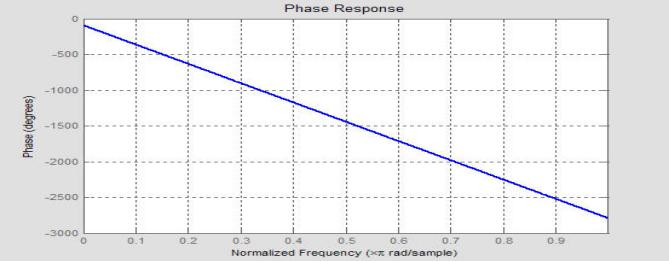 Phase Response
0
-500
-1000
-1500
-2000
-2500
-3000
Phase (degrees)
0 0.1 0.2 0.3 0.4 0.5 0.6 0.7 0.8 0.9
Normalized Frequency (×π rad/sample)